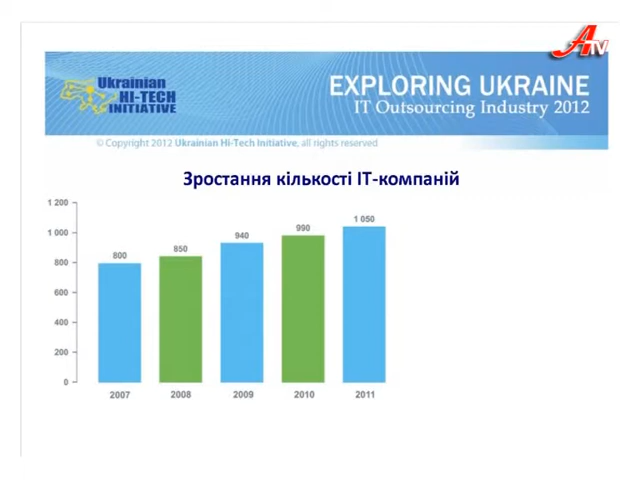 ATV
Ukrainian
HI-TECH
INITIATIVE
EXPLORING UKRAINE
IT Outsourcing Industry 2012
© Copyright 2012 Ukrainian Hi-Tech Initiative, all rights reserved
Зростання кількості ІТ-компаній
1 200
1 000
800
600
400
200
0
800
850
940
990
1 050
2007
2008
2009
2010
2011